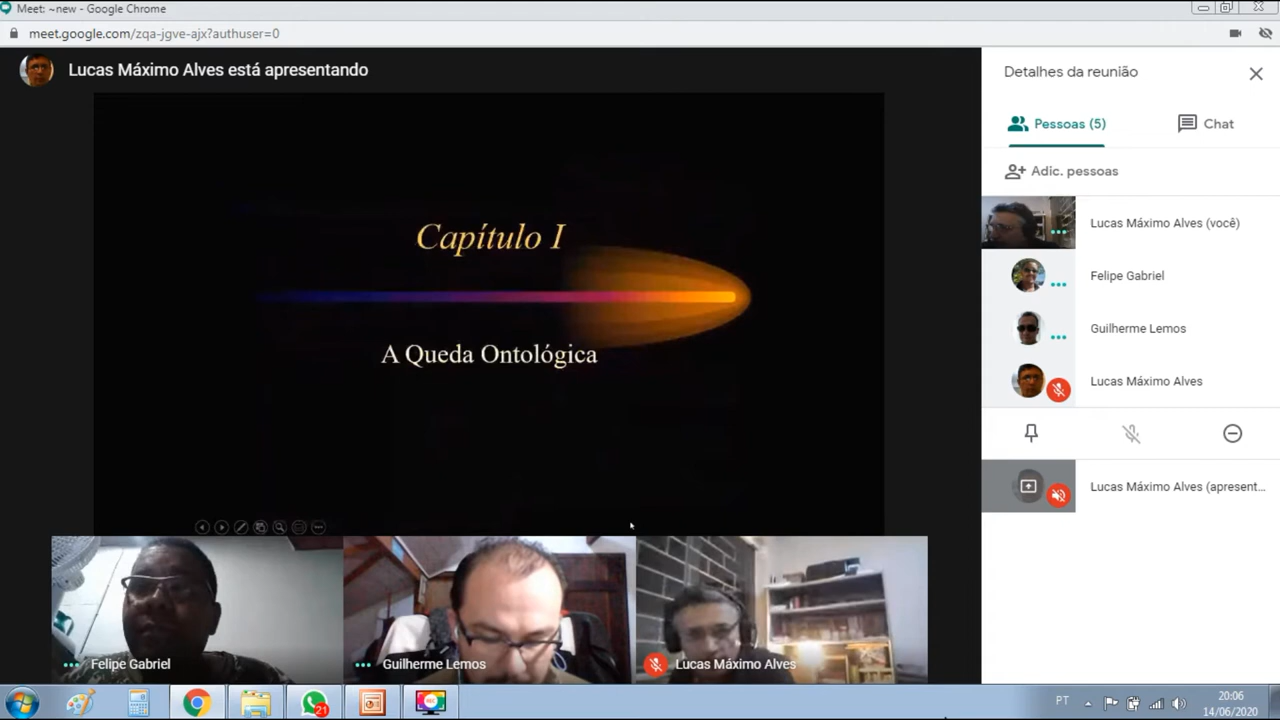 Meet: ~new - Google Chrome
meet.google.com/zqa-jgve-ajx?authuser=0
Lucas Máximo Alves está apresentando
Capítulo I
A Queda Ontológica
Felipe Gabriel
Guilherme Lemos
Lucas Máximo Alves
Detalhes da reunião
Pessoas (5)
Chat
Adic. pessoas
Lucas Máximo Alves (você)
Felipe Gabriel
Guilherme Lemos
Lucas Máximo Alves
Lucas Máximo Alves (apresent...
21
REC
PT
20:06
14/06/2020